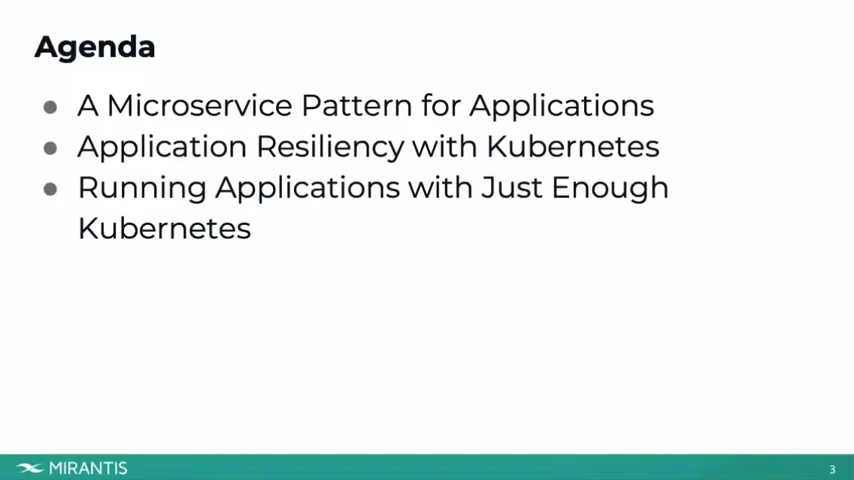 Agenda
● A Microservice Pattern for Applications
● Application Resiliency with Kubernetes
● Running Applications with Just Enough
Kubernetes
MIRANTIS
3